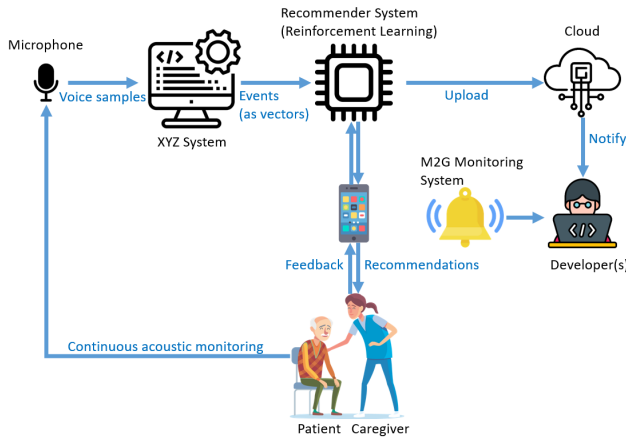 Recommender System
(Reinforcement Learning)
Microphone
Cloud
</>
Voice samples
Events
(as vectors)
Upload
XYZ System
Notify
M2G Monitoring
System
</>
Feedback
Recommendations
Developer(s)
Continuous acoustic monitoring
Patient
Caregiver